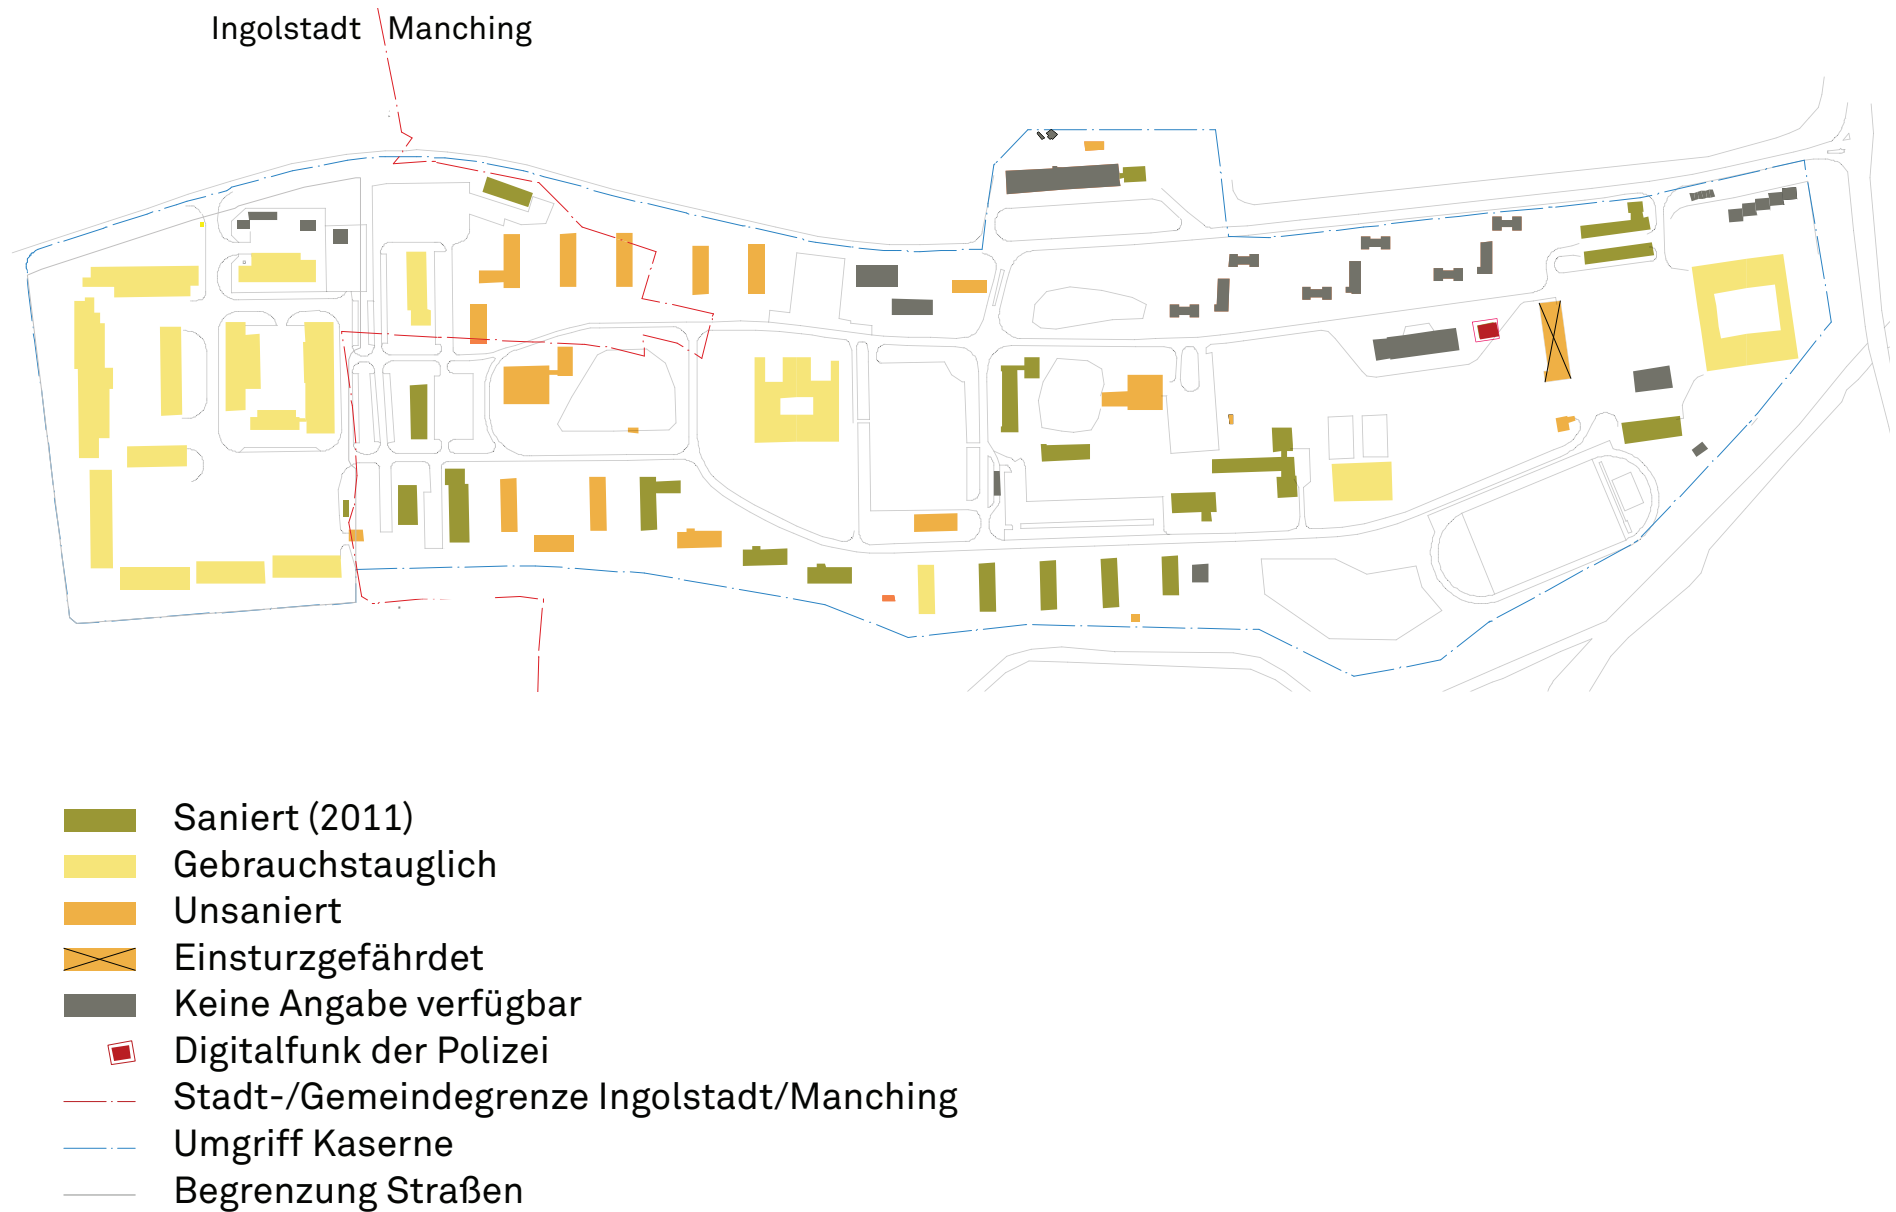 Ingolstadt Manching
Saniert (2011)
Gebrauchstauglich
Unsaniert
Einsturzgefährdet
Keine Angabe verfügbar
Digitalfunk der Polizei
Stadt-/Gemeindegrenze Ingolstadt/Manching
Umgriff Kaserne
Begrenzung Straßen